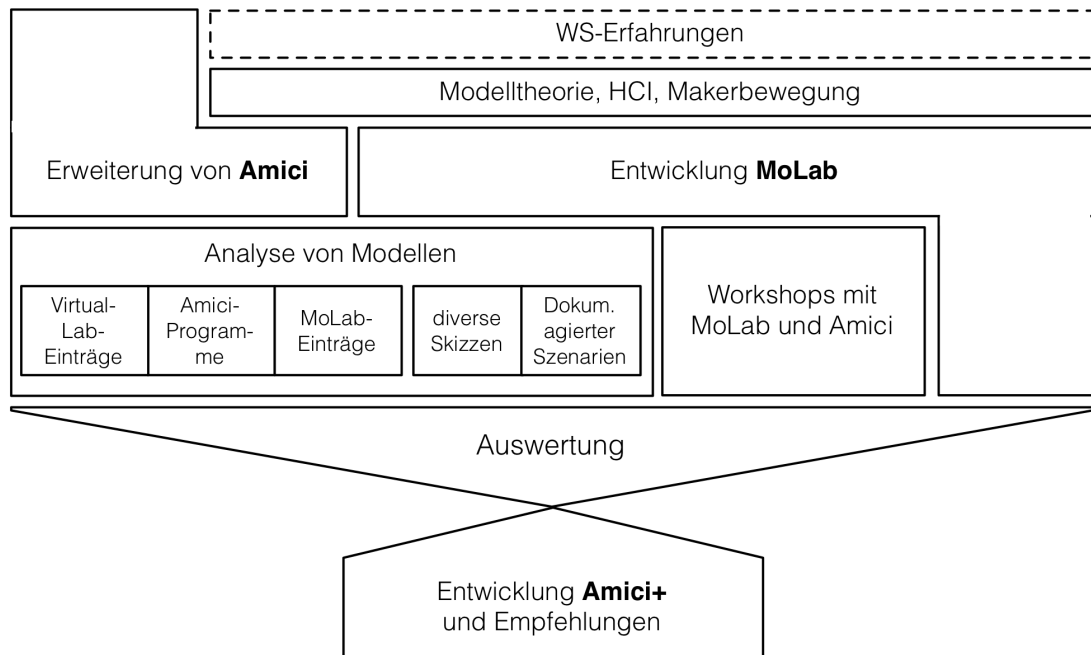 WS-Erfahrungen
Modelltheorie, HCI, Makerbewegung
Erweiterung von Amici
Entwicklung MoLab
Analyse von Modellen
Virtual-
Lab-
Einträge
Amici-
Program-
me
MoLab-
Einträge
diverse
Skizzen
Dokum.
agierter
Szenarien
Workshops mit
MoLab und Amici
Auswertung
Entwicklung Amici+
und Empfehlungen